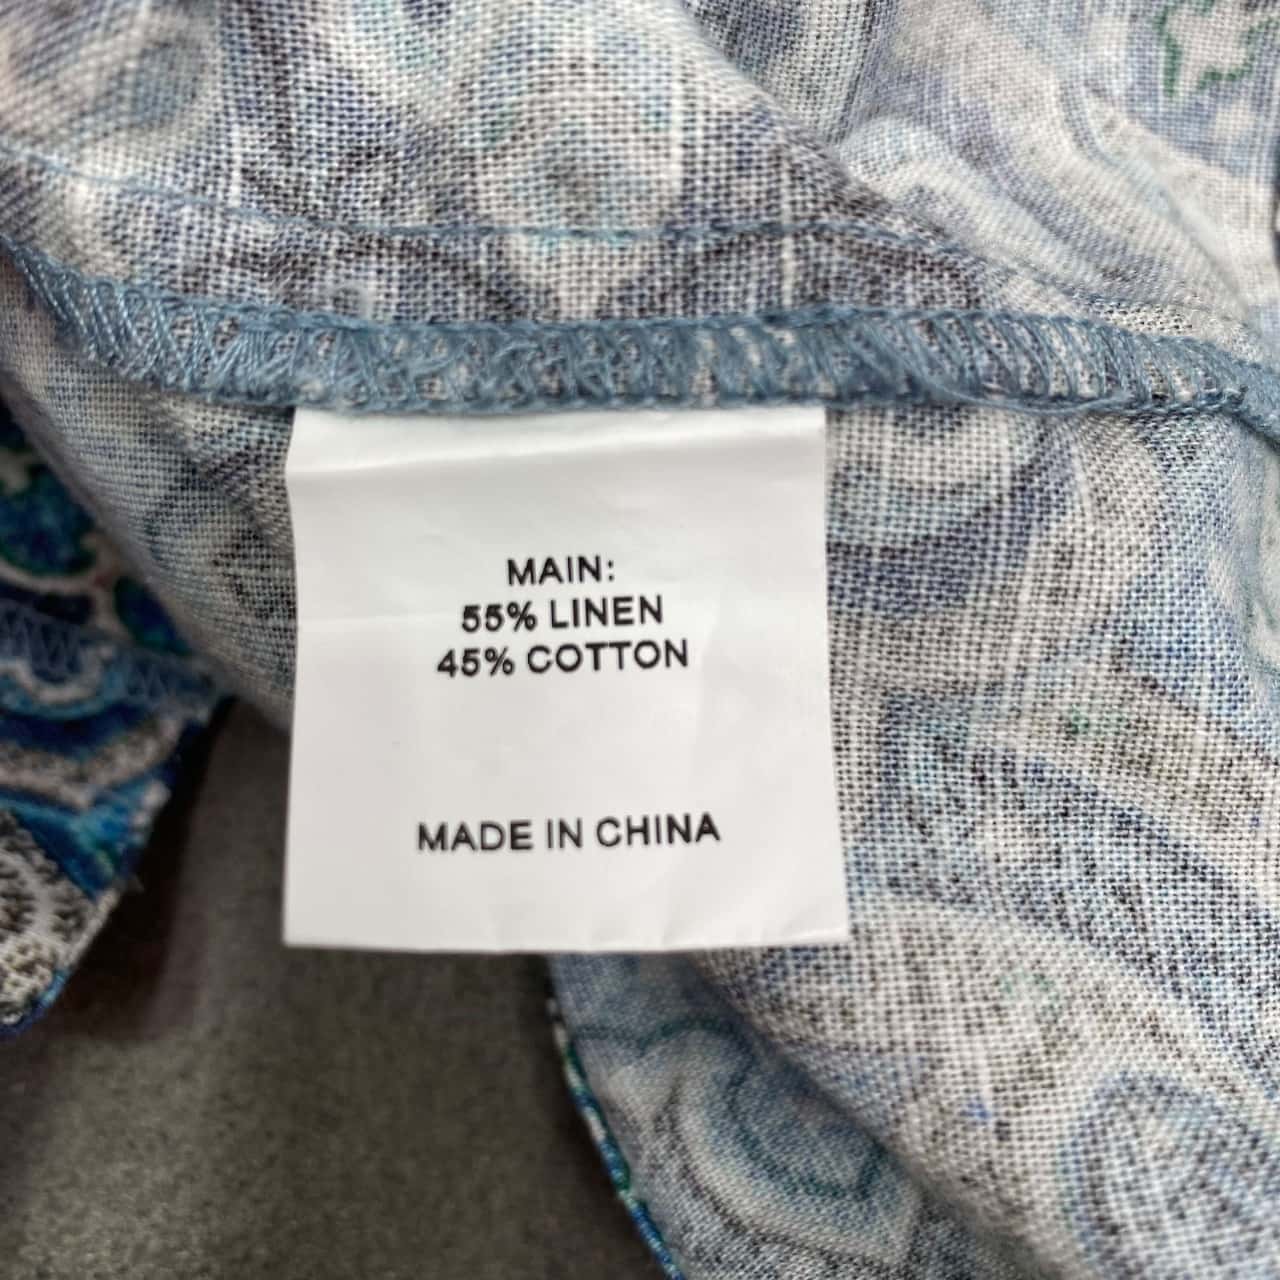 MAIN:
55% LINEN
45% COTTON
MADE IN CHINA